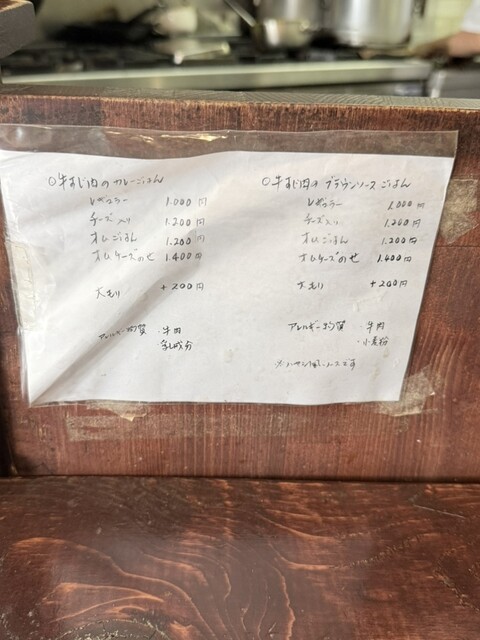 ○牛すじ肉のカレーごはん
レギュラー 1.000円
チーズ入り 1.200円
オムごはん 1.200円
オムチーズのせ 1.400円
大もり +200円
アレルギー物質 ・牛肉
・乳成分
○牛すじ肉のブラウンソースごはん
レギュラー 1.000円
チーズ入り 1.200円
オムごはん 1.200円
オムチーズのせ 1.400円
大もり +200円
アレルギー物質 ・牛肉
・小麦粉
※ です